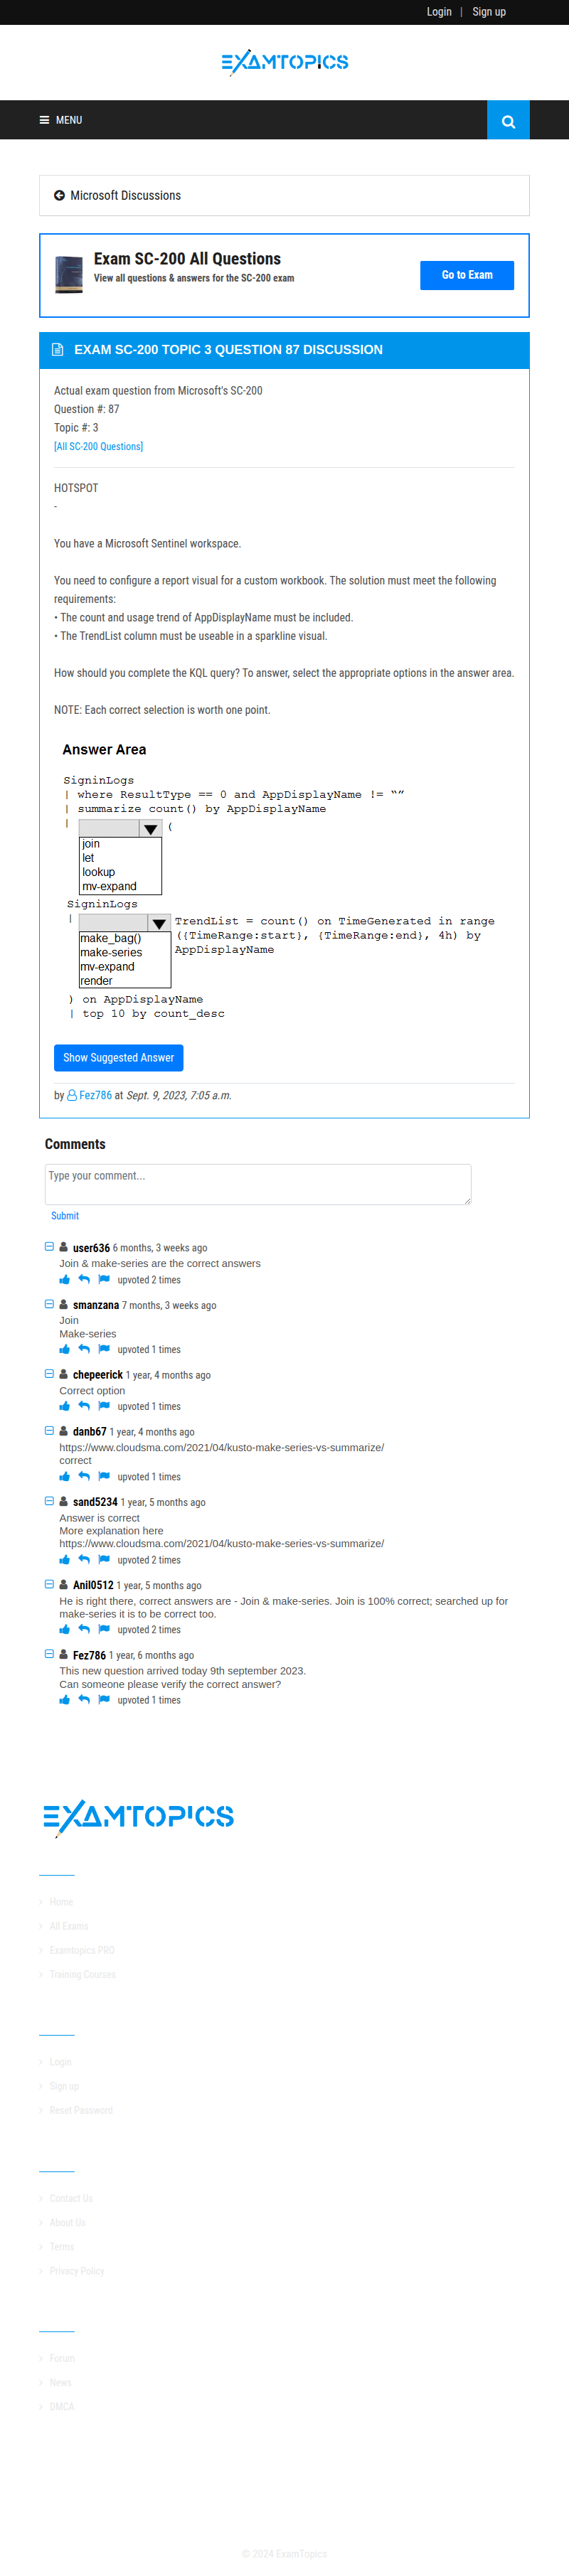 Login | Sign up
EXAMTOPICS
MENU
Microsoft Discussions
Exam SC-200 All Questions
View all questions & answers for the SC-200 exam
Go to Exam
EXAM SC-200 TOPIC 3 QUESTION 87 DISCUSSION
Actual exam question from Microsoft's SC-200
Question #: 87
Topic #: 3
[All SC-200 Questions]
HOTSPOT
-
You have a Microsoft Sentinel workspace.
You need to configure a report visual for a custom workbook. The solution must meet the following
requirements:
• The count and usage trend of AppDisplayName must be included.
• The TrendList column must be useable in a sparkline visual.
How should you complete the KQL query? To answer, select the appropriate options in the answer area.
NOTE: Each correct selection is worth one point.
Answer Area
SigninLogs
| where ResultType == 0 and AppDisplayName != “”
| summarize count() by AppDisplayName
| (
join
let
lookup
mv-expand
SigninLogs
| TrendList = count() on TimeGenerated in range
({TimeRange:start}, {TimeRange:end}, 4h) by
AppDisplayName
make_bag()
make-series
mv-expand
render
) on AppDisplayName
| top 10 by count_desc
Show Suggested Answer
by Fez786 at Sept. 9, 2023, 7:05 a.m.
Comments
Type your comment...
Submit
user636 6 months, 3 weeks ago
Join & make-series are the correct answers
upvoted 2 times
smanzana 7 months, 3 weeks ago
Join
Make-series
upvoted 1 times
chepeerick 1 year, 4 months ago
Correct option
upvoted 1 times
danb67 1 year, 4 months ago
https://www.cloudsma.com/2021/04/kusto-make-series-vs-summarize/
correct
upvoted 1 times
sand5234 1 year, 5 months ago
Answer is correct
More explanation here
https://www.cloudsma.com/2021/04/kusto-make-series-vs-summarize/
upvoted 2 times
Anil0512 1 year, 5 months ago
He is right there, correct answers are - Join & make-series. Join is 100% correct; searched up for
make-series it is to be correct too.
upvoted 2 times
Fez786 1 year, 6 months ago
This new question arrived today 9th september 2023.
Can someone please verify the correct answer?
upvoted 1 times
EXAMTOPICS
Home
All Exams
Examtopics PRO
Training Courses
Login
Sign up
Reset Password
Contact Us
About Us
Terms
Privacy Policy
Forum
News
DMCA
© 2024 ExamTopics